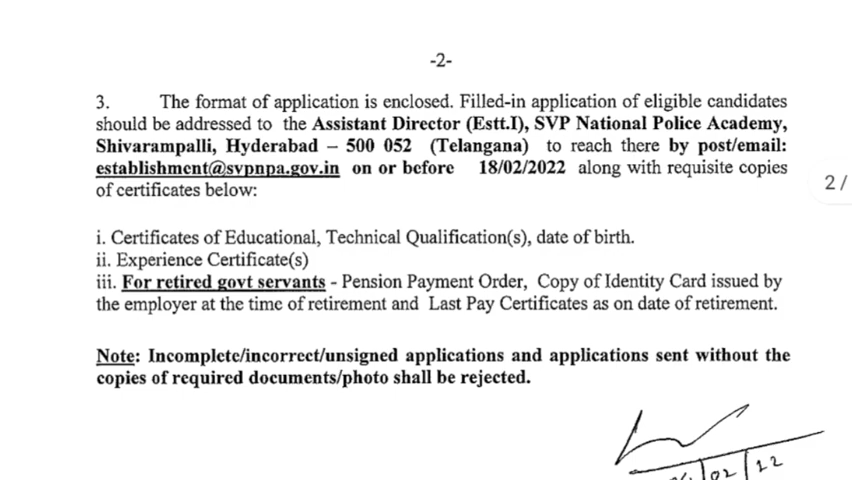 -2-
3. The format of application is enclosed. Filled-in application of eligible candidates
should be addressed to the Assistant Director (Estt.I), SVP National Police Academy,
Shivarampalli, Hyderabad – 500 052 (Telangana) to reach there by post/email:
establishment@svpnpa.gov.in on or before 18/02/2022 along with requisite copies
of certificates below:
2/
i. Certificates of Educational, Technical Qualification(s), date of birth.
ii. Experience Certificate(s)
iii. For retired govt servants - Pension Payment Order, Copy of Identity Card issued by
the employer at the time of retirement and Last Pay Certificates as on date of retirement.
Note: Incomplete/incorrect/unsigned applications and applications sent without the
copies of required documents/photo shall be rejected.
02/22